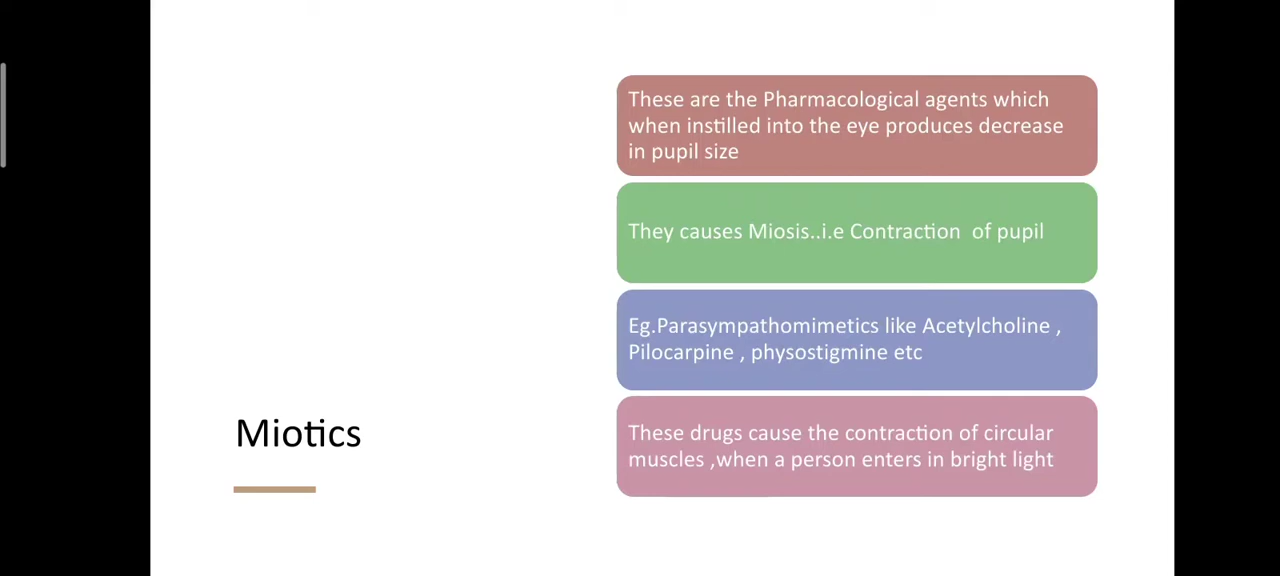 Miotics
These are the Pharmacological agents which
when instilled into the eye produces decrease
in pupil size
They causes Miosis..i.e Contraction  of pupil
Eg.Parasympathomimetics like Acetylcholine ,
Pilocarpine , physostigmine etc
These drugs cause the contraction of circular
muscles ,when a person enters in bright light